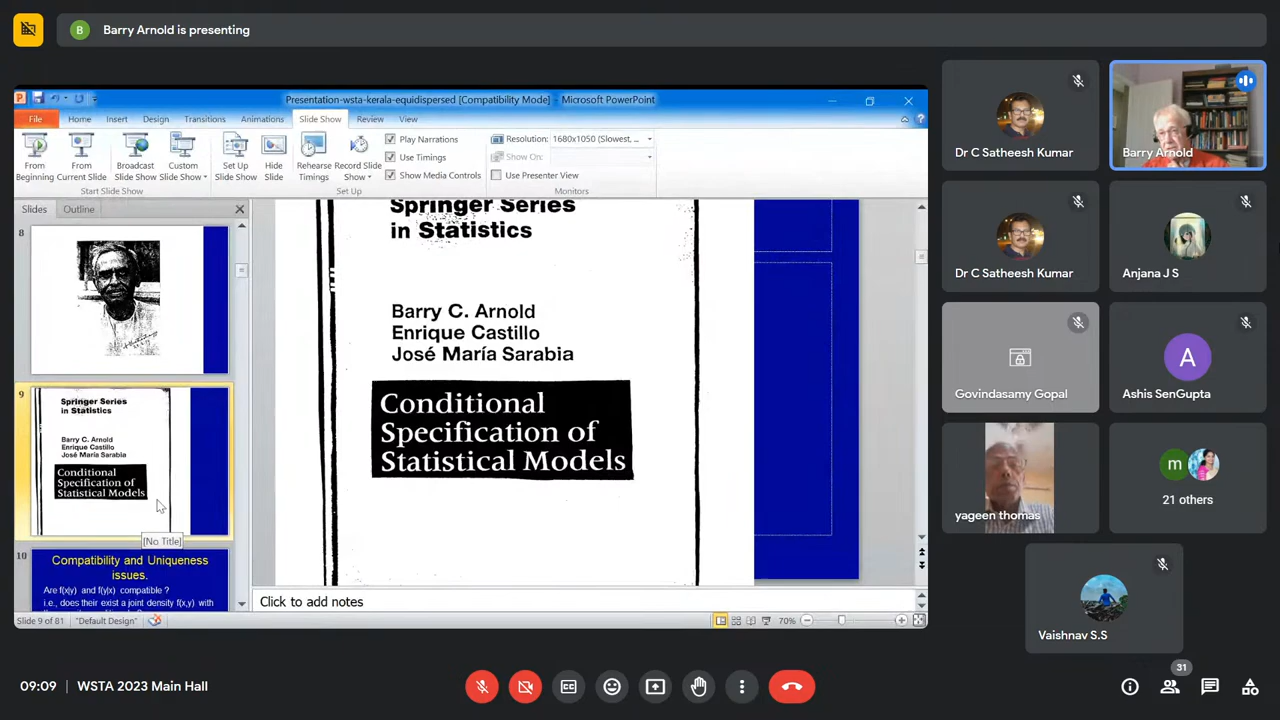 B
Barry Arnold is presenting
Presentation-wsta-kerala-equidispersed [Compatibility Mode] - Microsoft PowerPoint
File
Home
Insert
Design
Transitions
Animations
Slide Show
Review
View
From Beginning
From Current Slide
Broadcast Slide Show
Custom Slide Show
Set Up Slide Show
Hide Slide
Rehearse Timings
Record Slide Show
Play Narrations
Use Timings
Show Media Controls
Resolution: 1680x1050 (Slowest, ...
Show On:
Use Presenter View
Start Slide Show
Set Up
Monitors
Slides
Outline
8
9
Springer Series
in Statistics
Barry C. Arnold
Enrique Castillo
José María Sarabia
Conditional
Specification of
Statistical Models
[No Title]
10
Compatibility and Uniqueness
issues.
Are f(x|y) and f(y|x) compatible ?
i.e., does their exist a joint density f(x,y) with
Springer Series
in Statistics
Barry C. Arnold
Enrique Castillo
José María Sarabia
Conditional
Specification of
Statistical Models
Click to add notes
Slide 9 of 81
"Default Design"
70%
Dr C Satheesh Kumar
Barry Arnold
Dr C Satheesh Kumar
Anjana J S
Govindasamy Gopal
A
Ashis SenGupta
yageen thomas
m
21 others
Vaishnav S.S
09:09
WSTA 2023 Main Hall
31